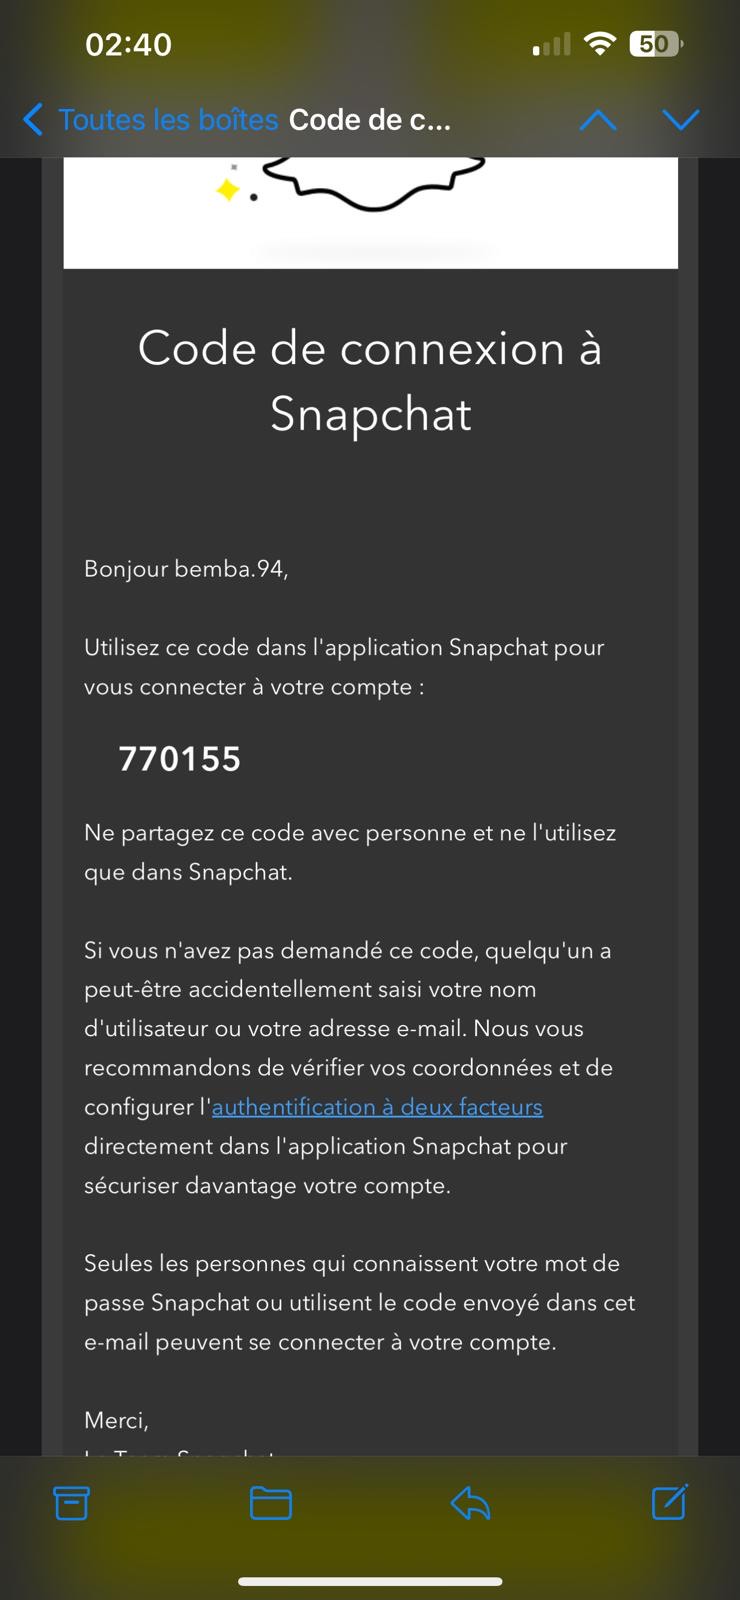 02:40
50
Toutes les boîtes Code de c...
Code de connexion à
Snapchat
Bonjour bemba.94,
Utilisez ce code dans l'application Snapchat pour
vous connecter à votre compte :
770155
Ne partagez ce code avec personne et ne l'utilisez
que dans Snapchat.
Si vous n'avez pas demandé ce code, quelqu'un a
peut-être accidentellement saisi votre nom
d'utilisateur ou votre adresse e-mail. Nous vous
recommandons de vérifier vos coordonnées et de
configurer l'authentification à deux facteurs
directement dans l'application Snapchat pour
sécuriser davantage votre compte.
Seules les personnes qui connaissent votre mot de
passe Snapchat ou utilisent le code envoyé dans cet
e-mail peuvent se connecter à votre compte.
Merci,